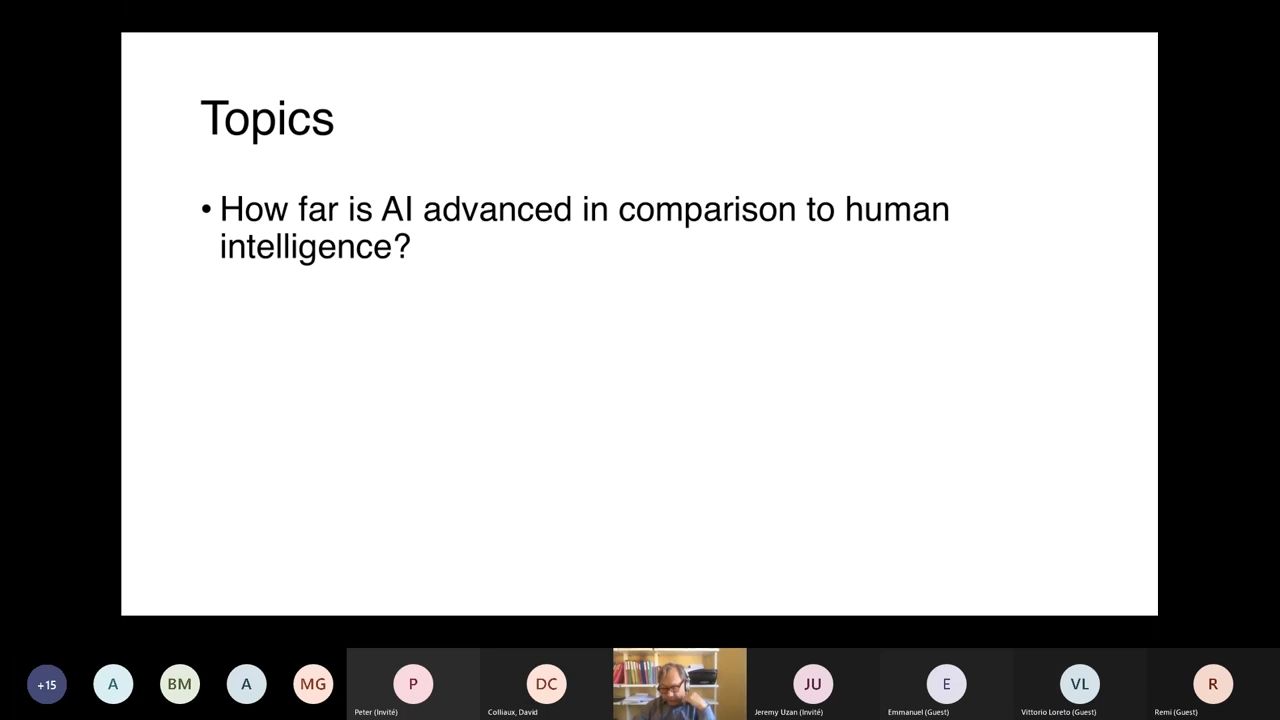 Topics
• How far is AI advanced in comparison to human
intelligence?
+15
A
BM
A
MG
P
Peter (Invité)
DC
Colliaux, David
JU
Jeremy Uzan (Invité)
E
Emmanuel (Guest)
VL
Vittorio Loreto (Guest)
R
Remi (Guest)